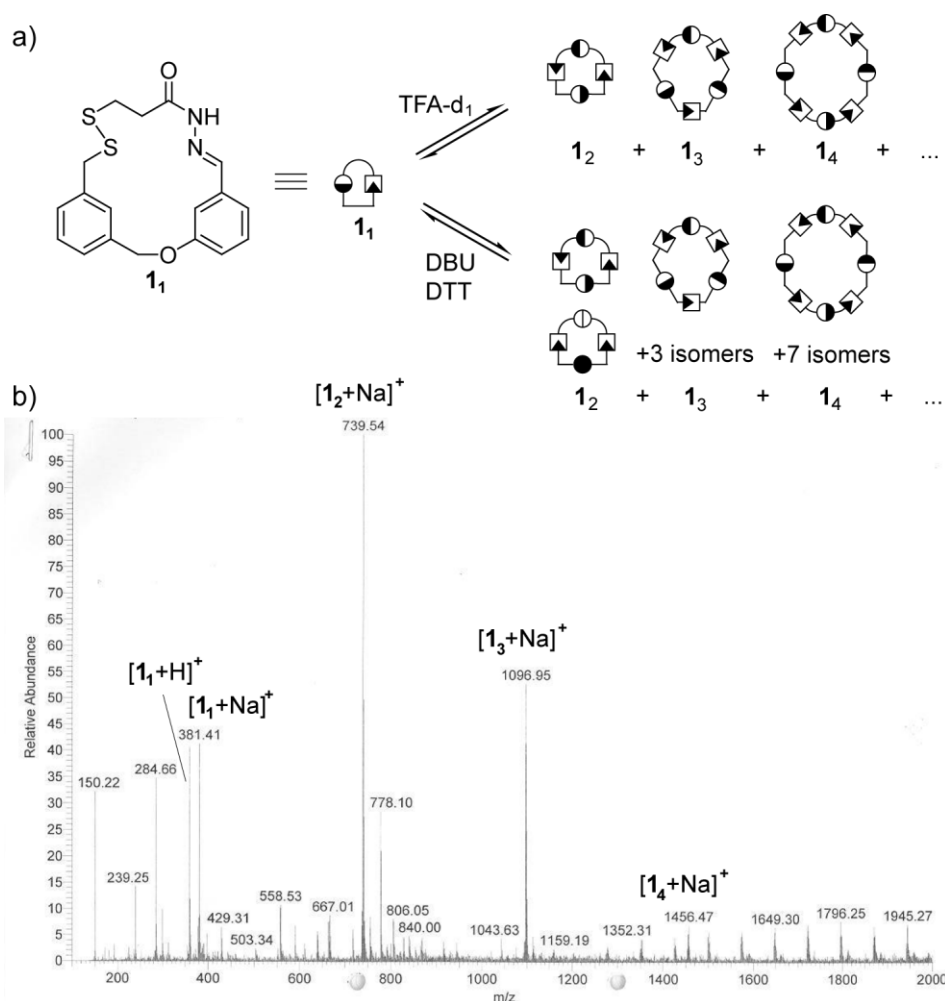 a)
O
NH
N
S
S
O
1₁
1₁
TFA-d₁
DBU
DTT
1₂ + 1₃ + 1₄ + ...
+3 isomers +7 isomers
1₂ + 1₃ + 1₄ + ...
b)
[1₂+Na]⁺
739.54
[1₃+Na]⁺
1096.95
[1₁+H]⁺
[1₁+Na]⁺
381.41
150.22
284.66
778.10
[1₄+Na]⁺
239.25
558.53
429.31
667.01
503.34
806.05
840.00
1043.63
1159.19
1352.31
1456.47
1649.30
1796.25
1945.27
Relative Abundance
100
95
90
85
80
75
70
65
60
55
50
45
40
35
30
25
20
15
10
5
0
200 400 600 800 1000 1200 1400 1600 1800 2000
m/z